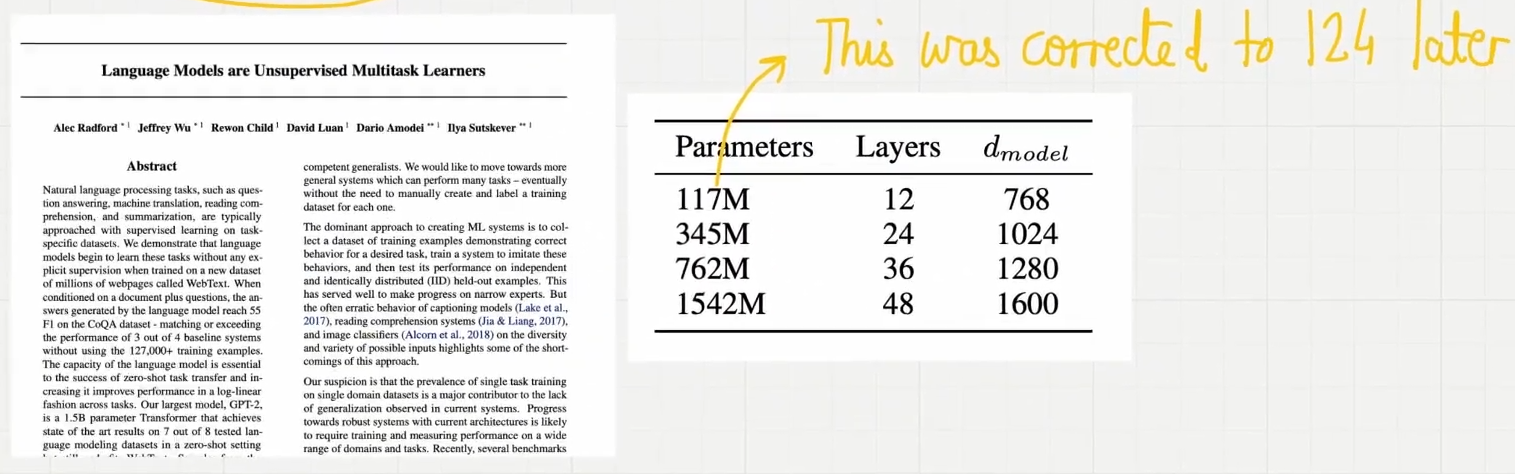 This was corrected to 124 later
Language Models are Unsupervised Multitask Learners
Alec Radford * 1 Jeffrey Wu * 1 Rewon Child 1 David Luan 1 Dario Amodei ** 1 Ilya Sutskever ** 1
Abstract
Natural language processing tasks, such as ques-
tion answering, machine translation, reading com-
prehension, and summarization, are typically
approached with supervised learning on task-
specific datasets. We demonstrate that language
models begin to learn these tasks without any ex-
plicit supervision when trained on a new dataset
of millions of webpages called WebText. When
conditioned on a document plus questions, the an-
swers generated by the language model reach 55
F1 on the CoQA dataset - matching or exceeding
the performance of 3 out of 4 baseline systems
without using the 127,000+ training examples.
The capacity of the language model is essential
to the success of zero-shot task transfer and in-
creasing it improves performance in a log-linear
fashion across tasks. Our largest model, GPT-2,
is a 1.5B parameter Transformer that achieves
state of the art results on 7 out of 8 tested lan-
guage modeling datasets in a zero-shot setting
competent generalists. We would like to move towards more
general systems which can perform many tasks – eventually
without the need to manually create and label a training
dataset for each one.
The dominant approach to creating ML systems is to col-
lect a dataset of training examples demonstrating correct
behavior for a desired task, train a system to imitate these
behaviors, and then test its performance on independent
and identically distributed (IID) held-out examples. This
has served well to make progress on narrow experts. But
the often erratic behavior of captioning models (Lake et al.,
2017), reading comprehension systems (Jia & Liang, 2017),
and image classifiers (Alcorn et al., 2018) on the diversity
and variety of possible inputs highlights some of the short-
comings of this approach.
Our suspicion is that the prevalence of single task training
on single domain datasets is a major contributor to the lack
of generalization observed in current systems. Progress
towards robust systems with current architectures is likely
to require training and measuring performance on a wide
range of domains and tasks. Recently, several benchmarks
Parameters Layers d_model
117M 12 768
345M 24 1024
762M 36 1280
1542M 48 1600